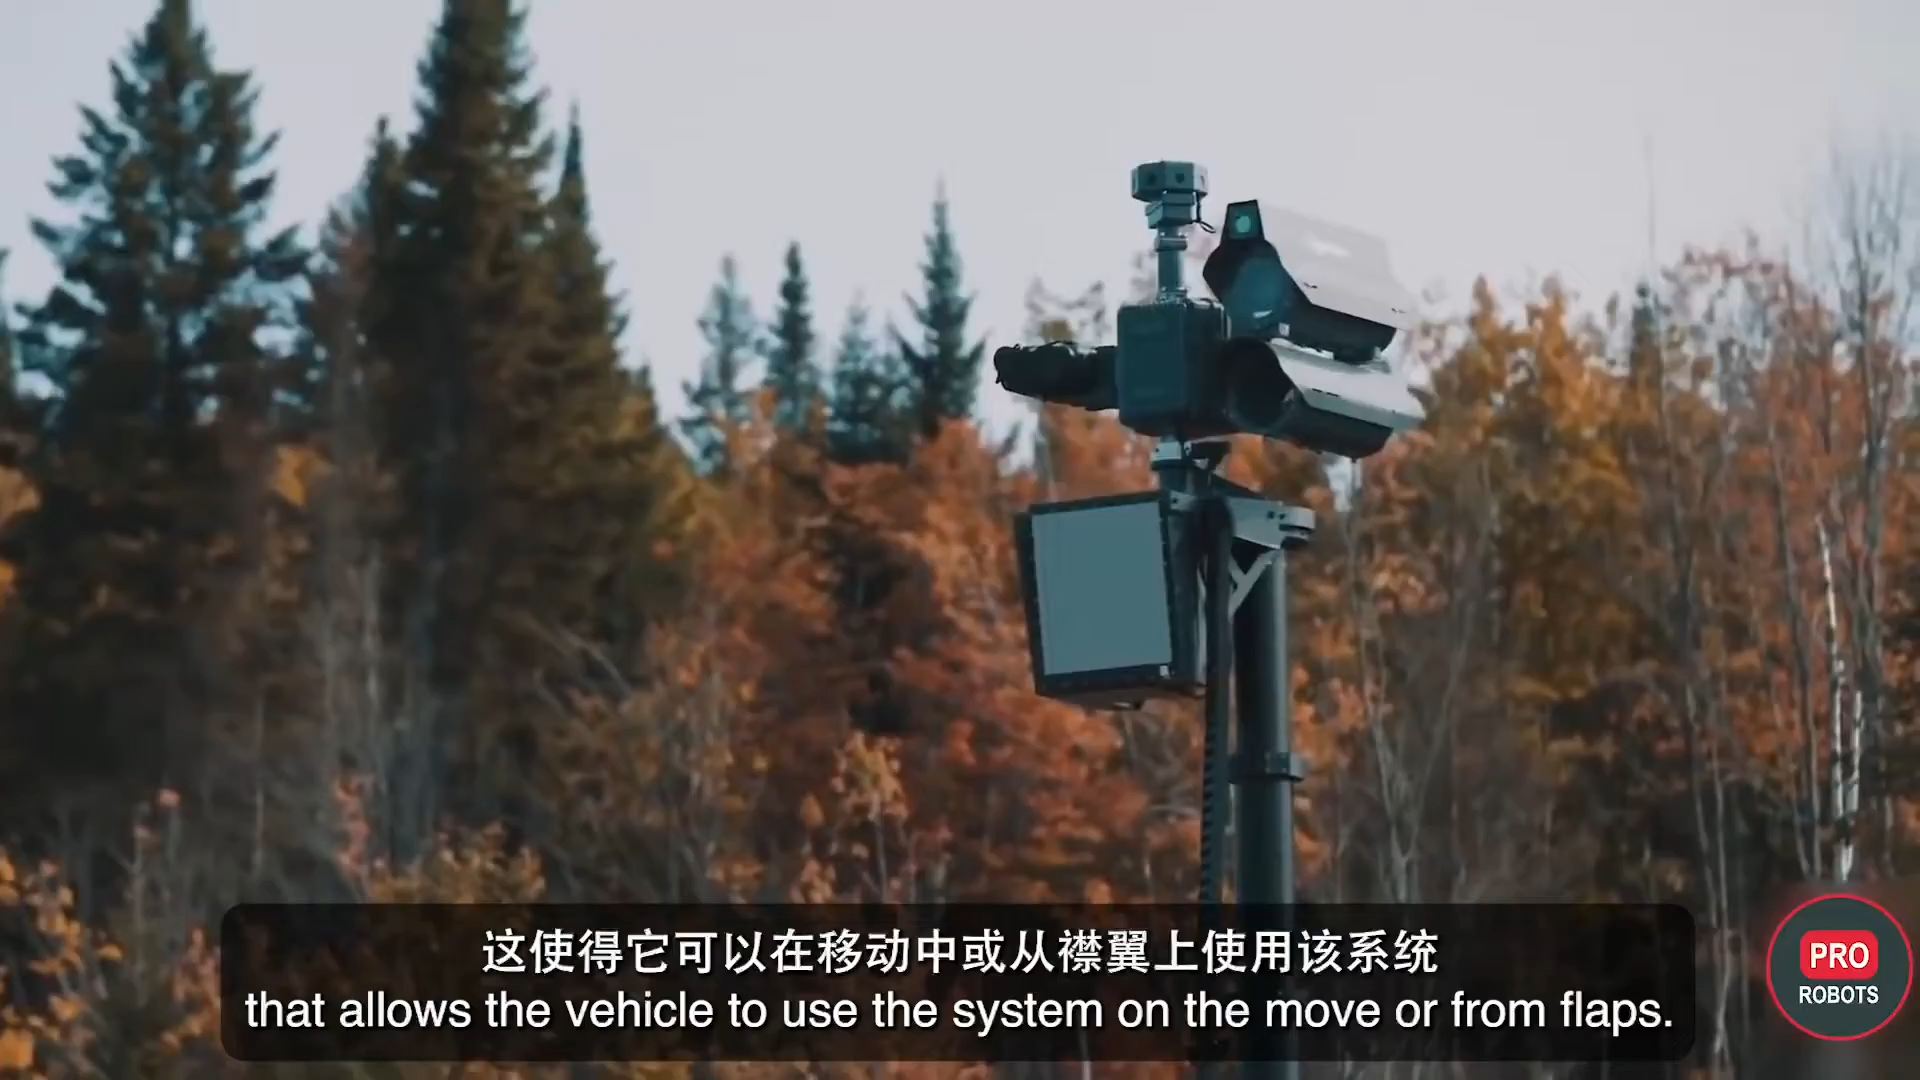 这使得它可以在移动中或从襟翼上使用该系统
that allows the vehicle to use the system on the move or from flaps.
PRO
ROBOTS